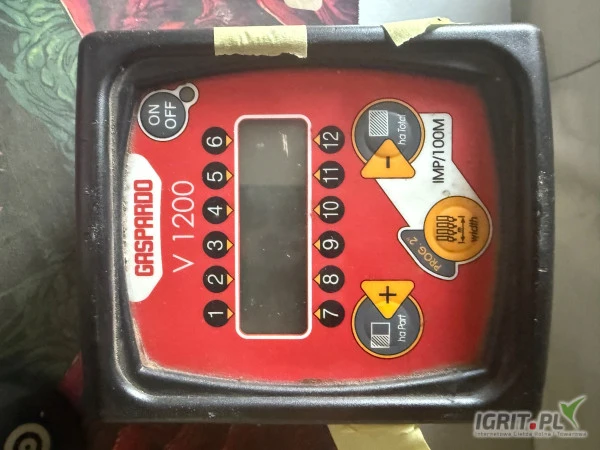 GASPARDO
V 1200
ON
OFF
1 2 3 4 5 6
7 8 9 10 11 12
ha Part
+
PROG. 2
width
IMP/100M
-
ha Total
IGRIT.PL